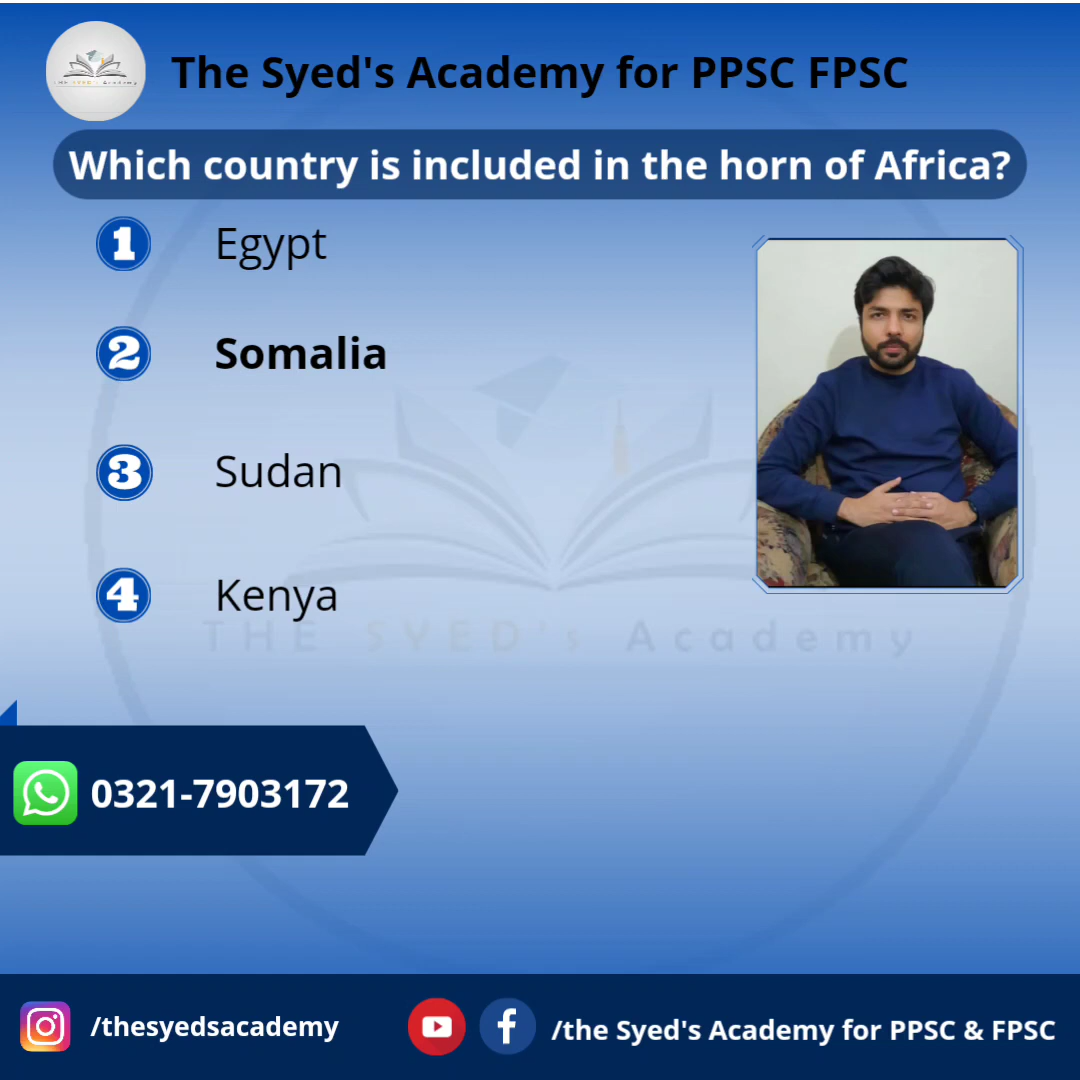 The Syed's Academy for PPSC FPSC
Which country is included in the horn of Africa?
1 Egypt
2 Somalia
3 Sudan
4 Kenya
THE SYED's Academy
0321-7903172
/thesyedsacademy
/the Syed's Academy for PPSC & FPSC